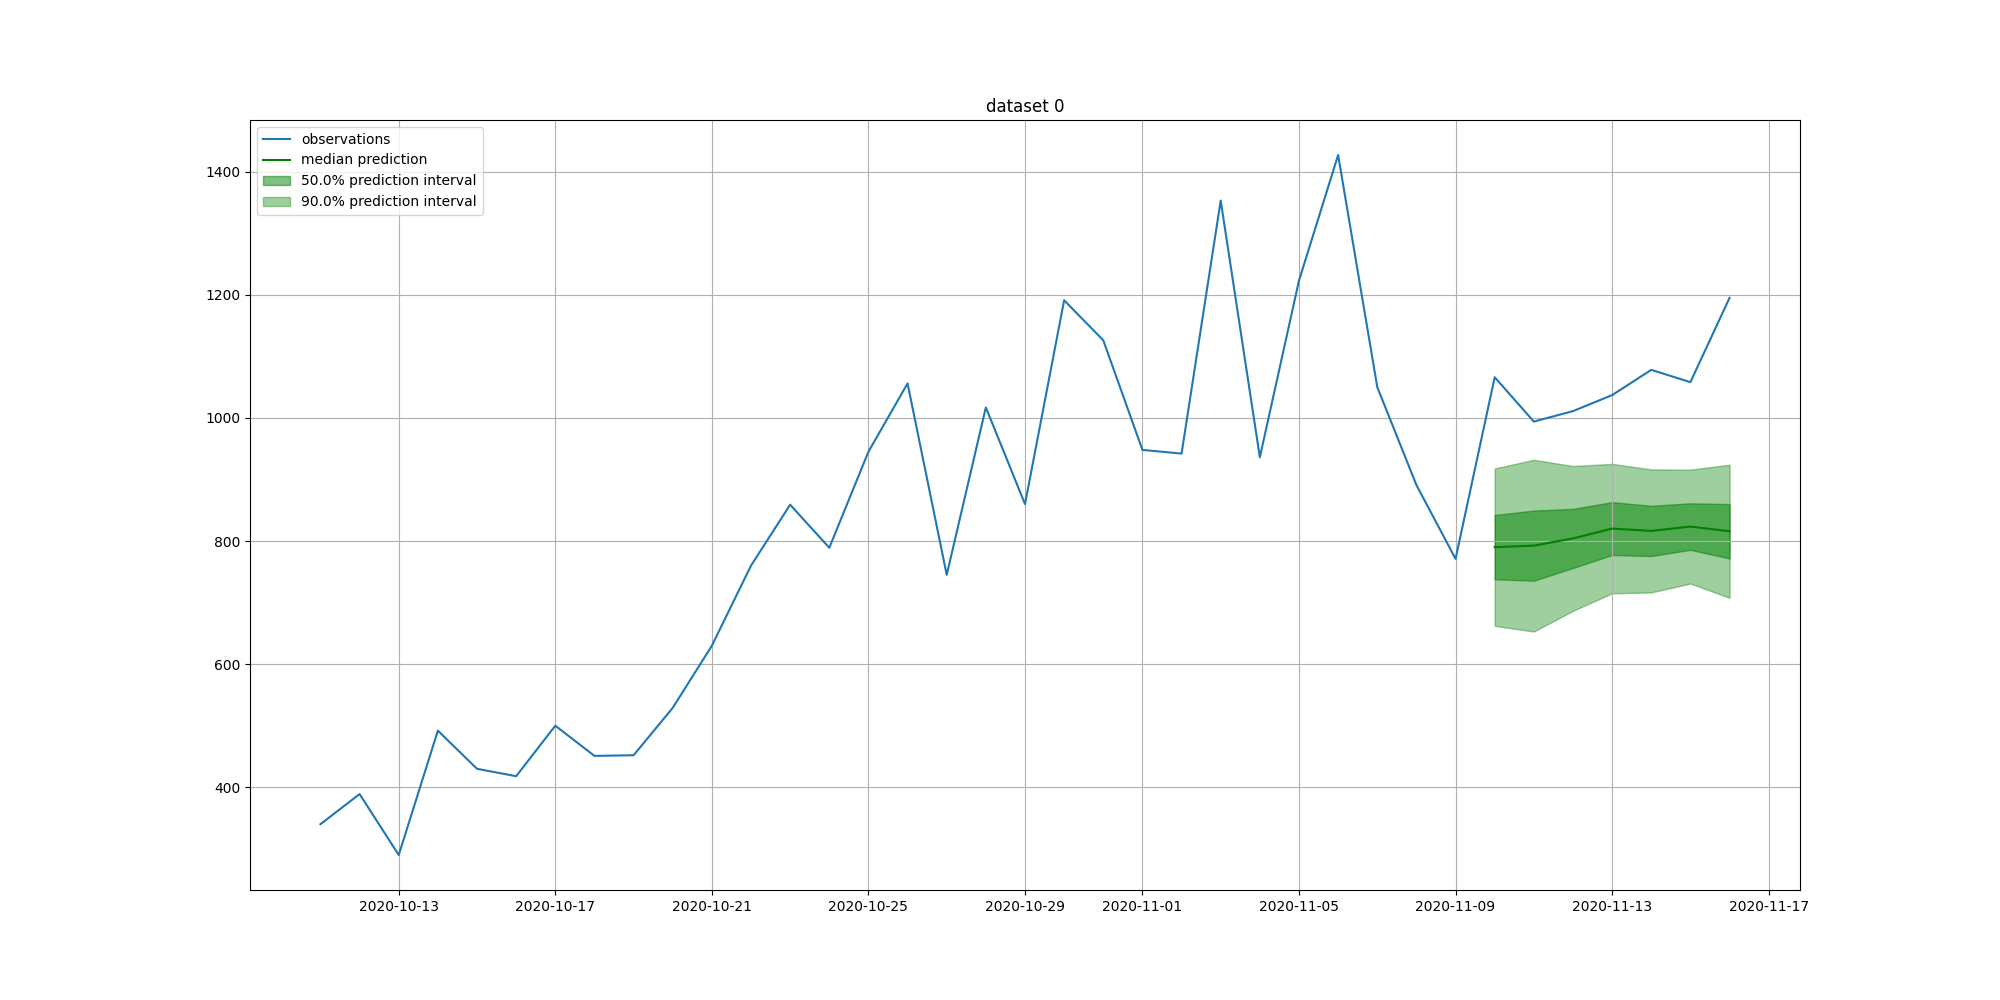 dataset 0
observations
median prediction
50.0% prediction interval
90.0% prediction interval
1400
1200
1000
800
600
400
2020-10-13 2020-10-17 2020-10-21 2020-10-25 2020-10-29 2020-11-01 2020-11-05 2020-11-09 2020-11-13 2020-11-17